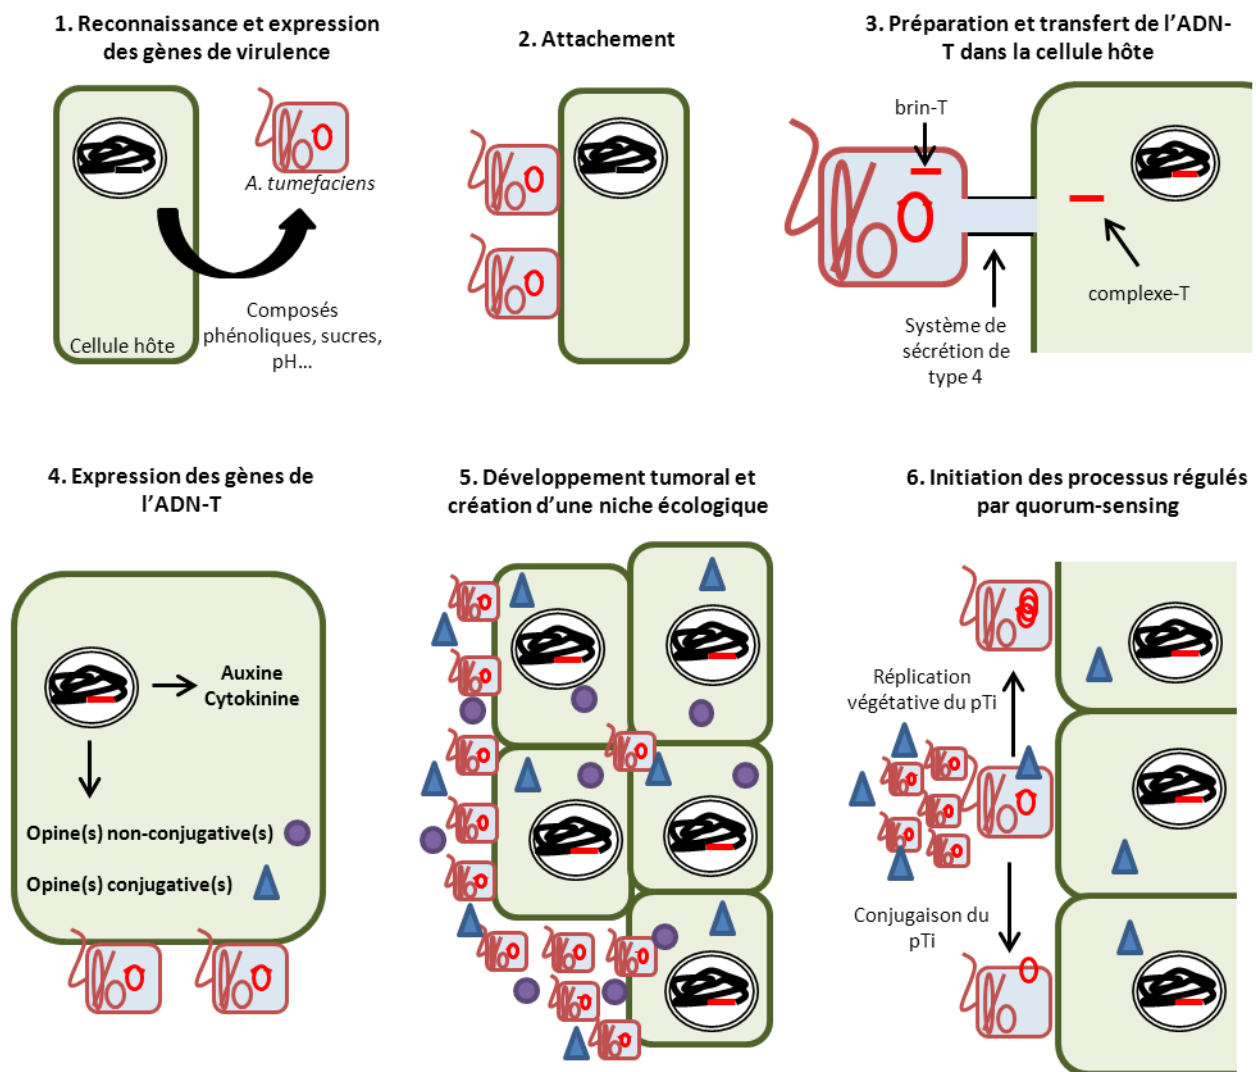 1. Reconnaissance et expression
des gènes de virulence
A. tumefaciens
Cellule hôte
Composés
phénoliques, sucres,
pH...
2. Attachement
3. Préparation et transfert de l'ADN-
T dans la cellule hôte
brin-T
complexe-T
Système de
sécrétion de
type 4
4. Expression des gènes de
l'ADN-T
Auxine
Cytokinine
Opine(s) non-conjugative(s)
Opine(s) conjugative(s)
5. Développement tumoral et
création d'une niche écologique
6. Initiation des processus régulés
par quorum-sensing
Réplication
végétative du pTi
Conjugaison du
pTi